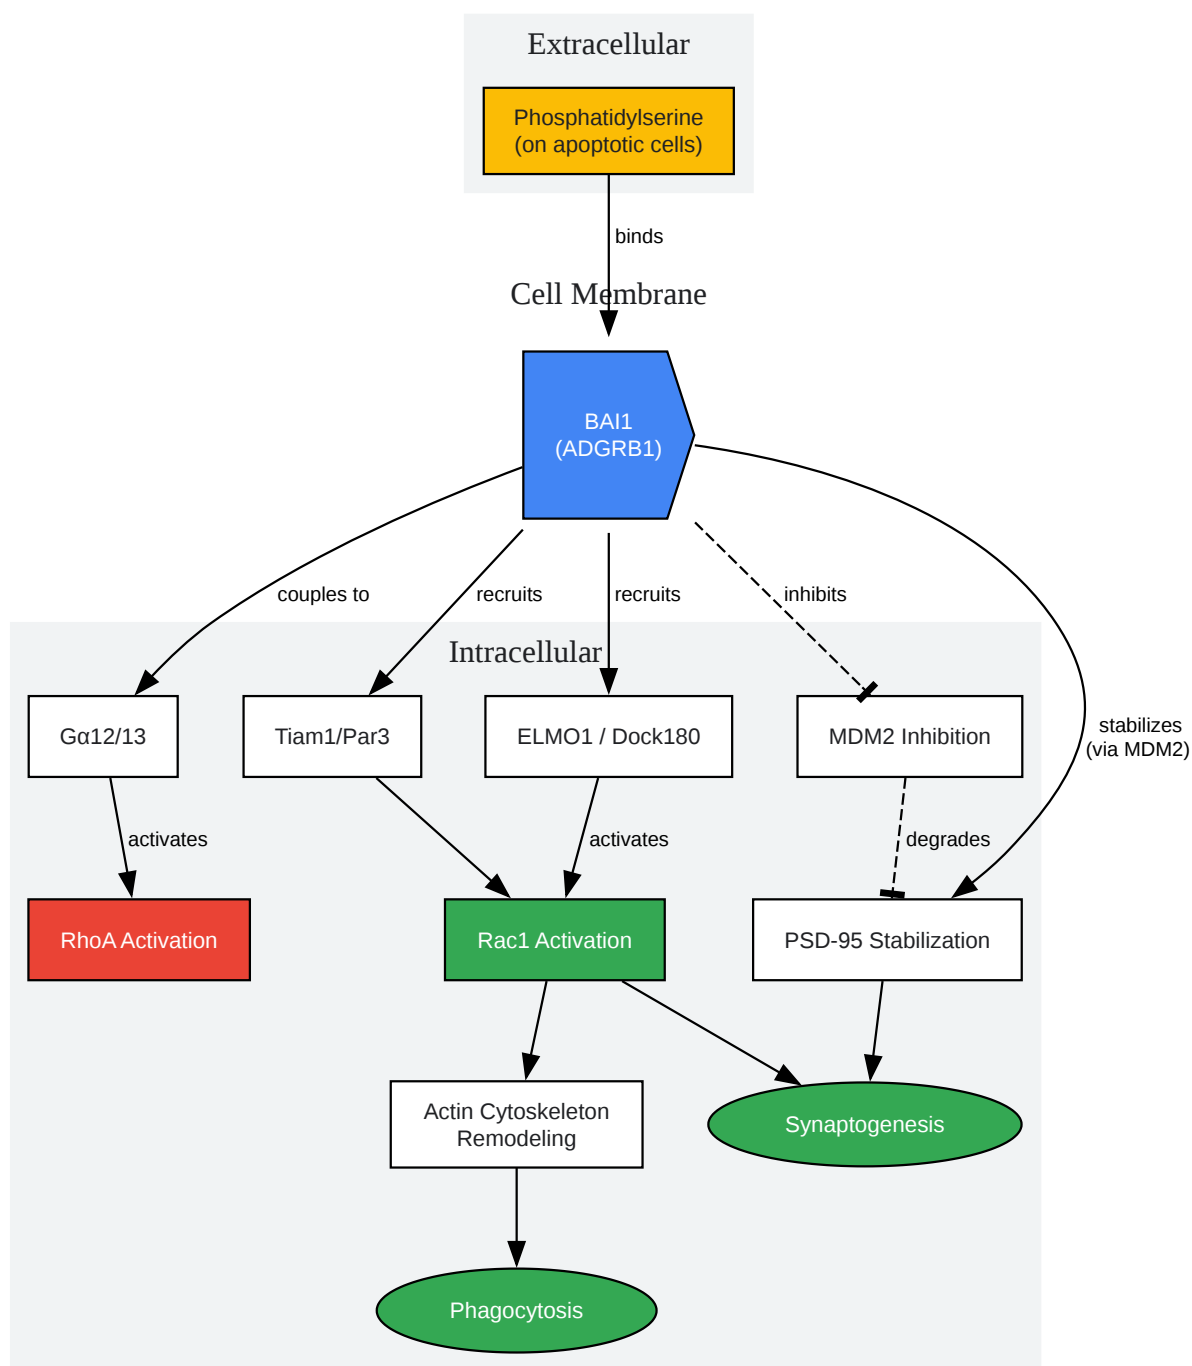 Extracellular
Phosphatidylserine
(on apoptotic cells)
binds
Cell Membrane
BAI1
(ADGRB1)
couples to
recruits
recruits
inhibits
Intracellular
Gα12/13
Tiam1/Par3
ELMO1 / Dock180
MDM2 Inhibition
stabilizes
(via MDM2)
activates
activates
degrades
RhoA Activation
Rac1 Activation
PSD-95 Stabilization
Actin Cytoskeleton
Remodeling
Synaptogenesis
Phagocytosis